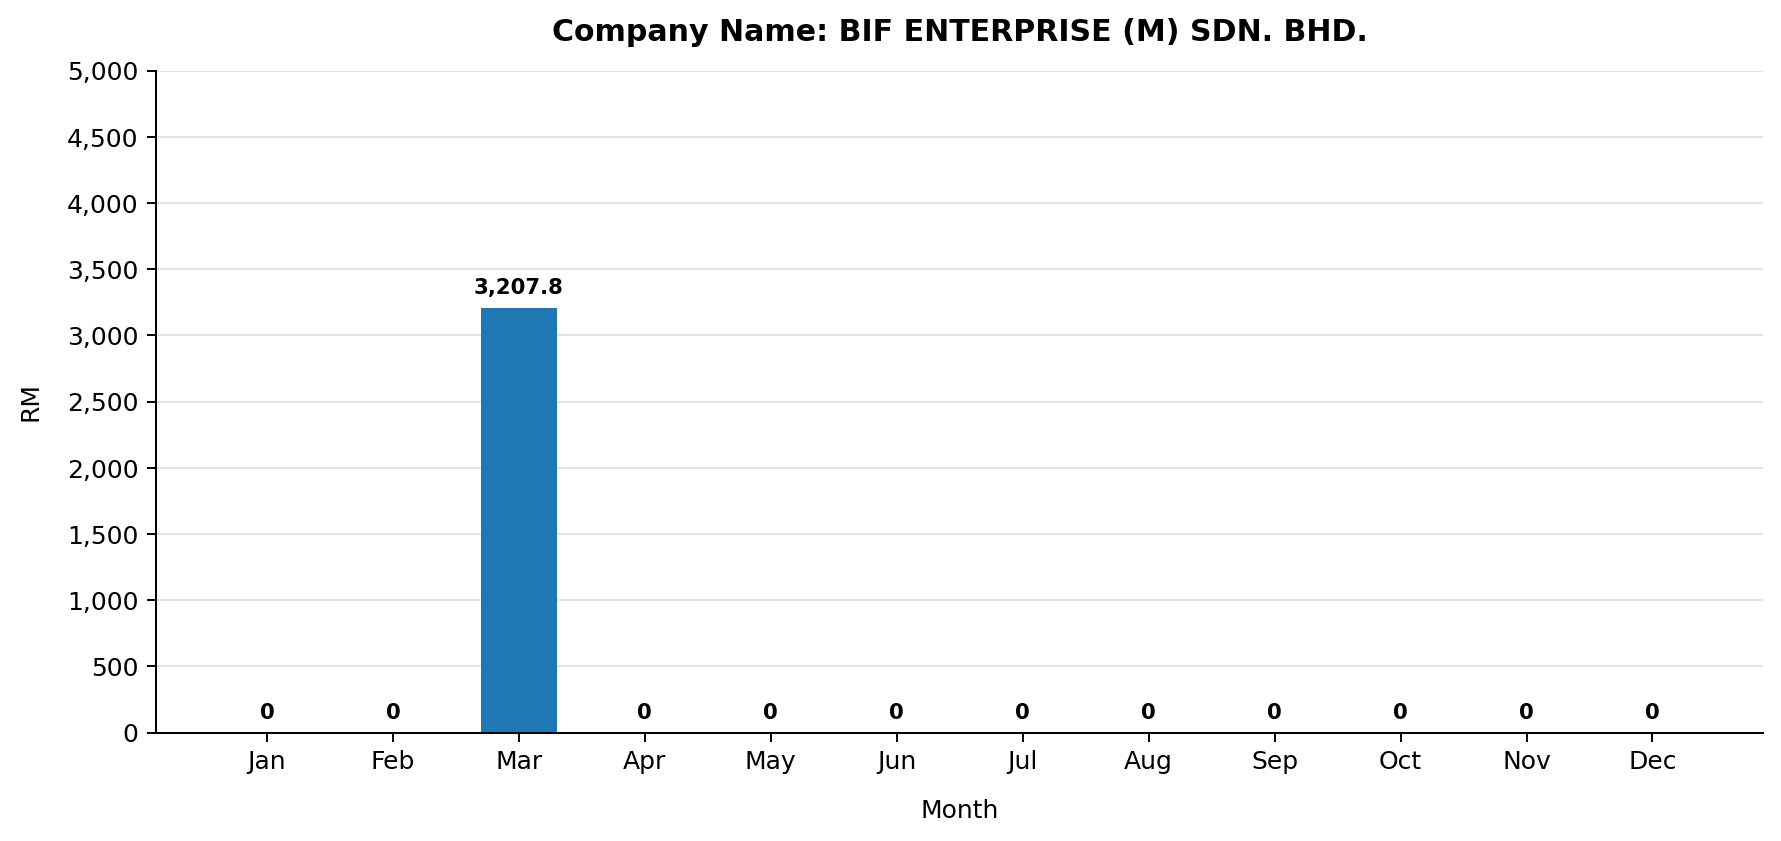 Company Name: BIF ENTERPRISE (M) SDN. BHD.
5,000
4,500
4,000
3,500
3,207.8
3,000
RM
2,500
2,000
1,500
1,000
500
0 0 0 0 0 0 0 0 0 0 0
0
Jan Feb Mar Apr May Jun Jul Aug Sep Oct Nov Dec
Month